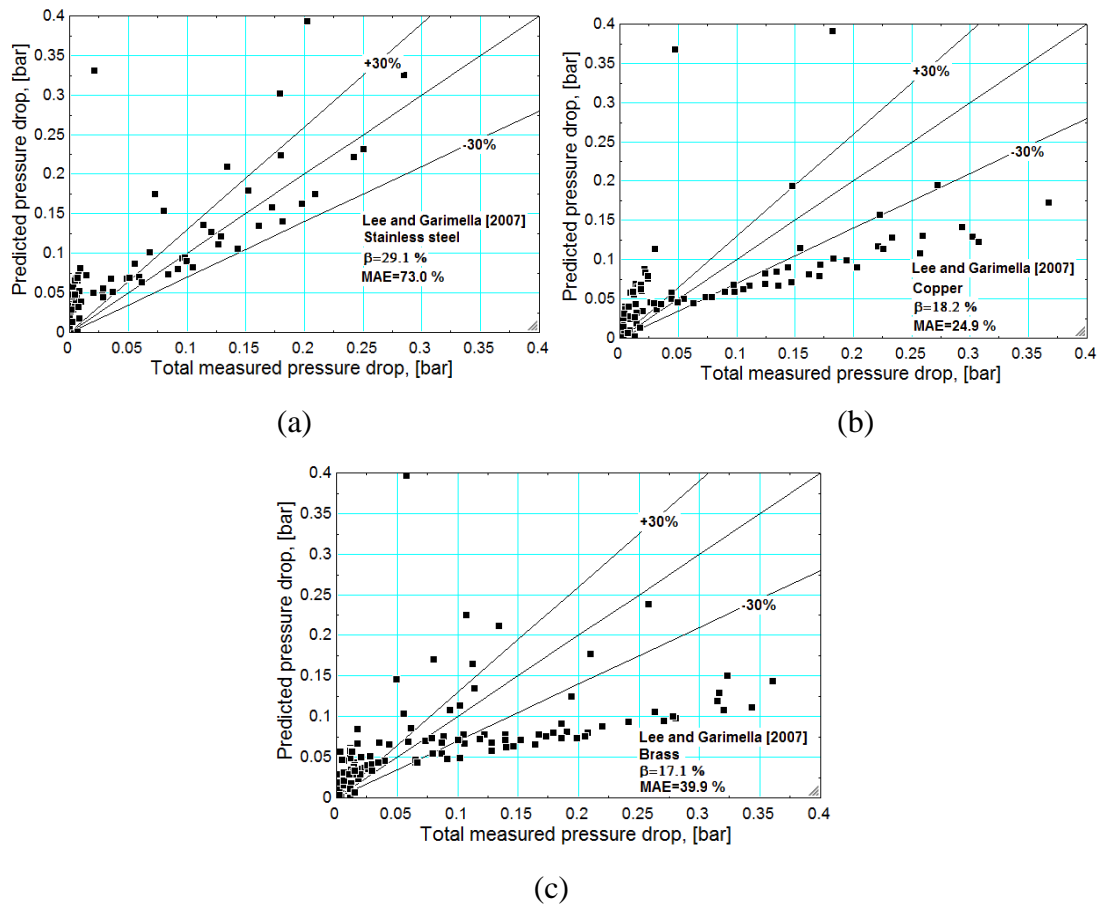 0.4
0.35
0.3
0.25
0.2
0.15
0.1
0.05
0
Predicted pressure drop, [bar]
+30%
-30%
Lee and Garimella [2007]
Stainless steel
β=29.1 %
MAE=73.0 %
0 0.05 0.1 0.15 0.2 0.25 0.3 0.35 0.4
Total measured pressure drop, [bar]
(a)
0.4
0.35
0.3
0.25
0.2
0.15
0.1
0.05
0
Predicted pressure drop, [bar]
+30%
-30%
Lee and Garimella [2007]
Copper
β=18.2 %
MAE=24.9 %
0 0.05 0.1 0.15 0.2 0.25 0.3 0.35 0.4
Total measured pressure drop, [bar]
(b)
0.4
0.35
0.3
0.25
0.2
0.15
0.1
0.05
0
Predicted pressure drop, [bar]
+30%
-30%
Lee and Garimella [2007]
Brass
β=17.1 %
MAE=39.9 %
0 0.05 0.1 0.15 0.2 0.25 0.3 0.35 0.4
Total measured pressure drop, [bar]
(c)